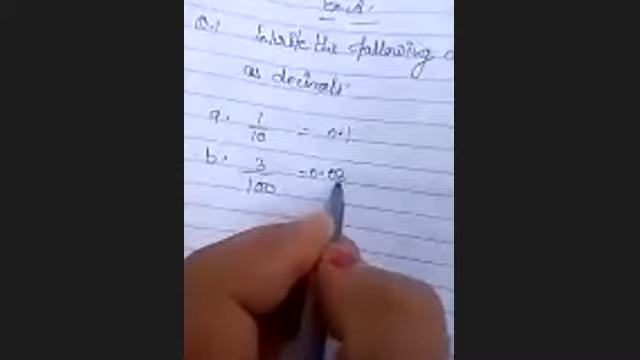 Q.1 Write the following
as decimals.
a. 1/10 = 0.1
b. 3/100 = 0.03